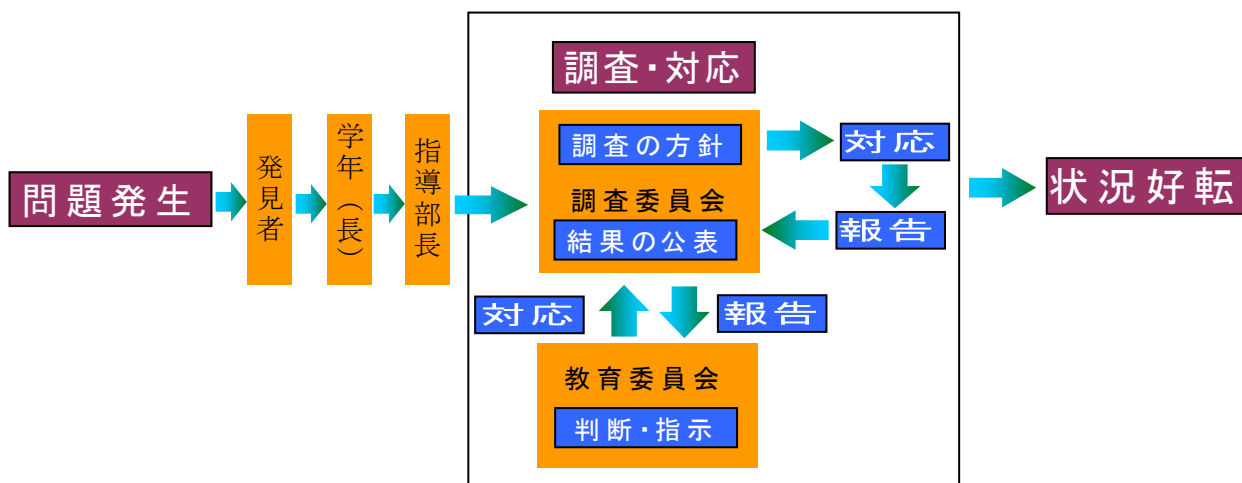 問題発生
発見者
学年（長）
指導部長
調査・対応
調査の方針
調査委員会
結果の公表
対応
報告
対応
報告
教育委員会
判断・指示
状況好転